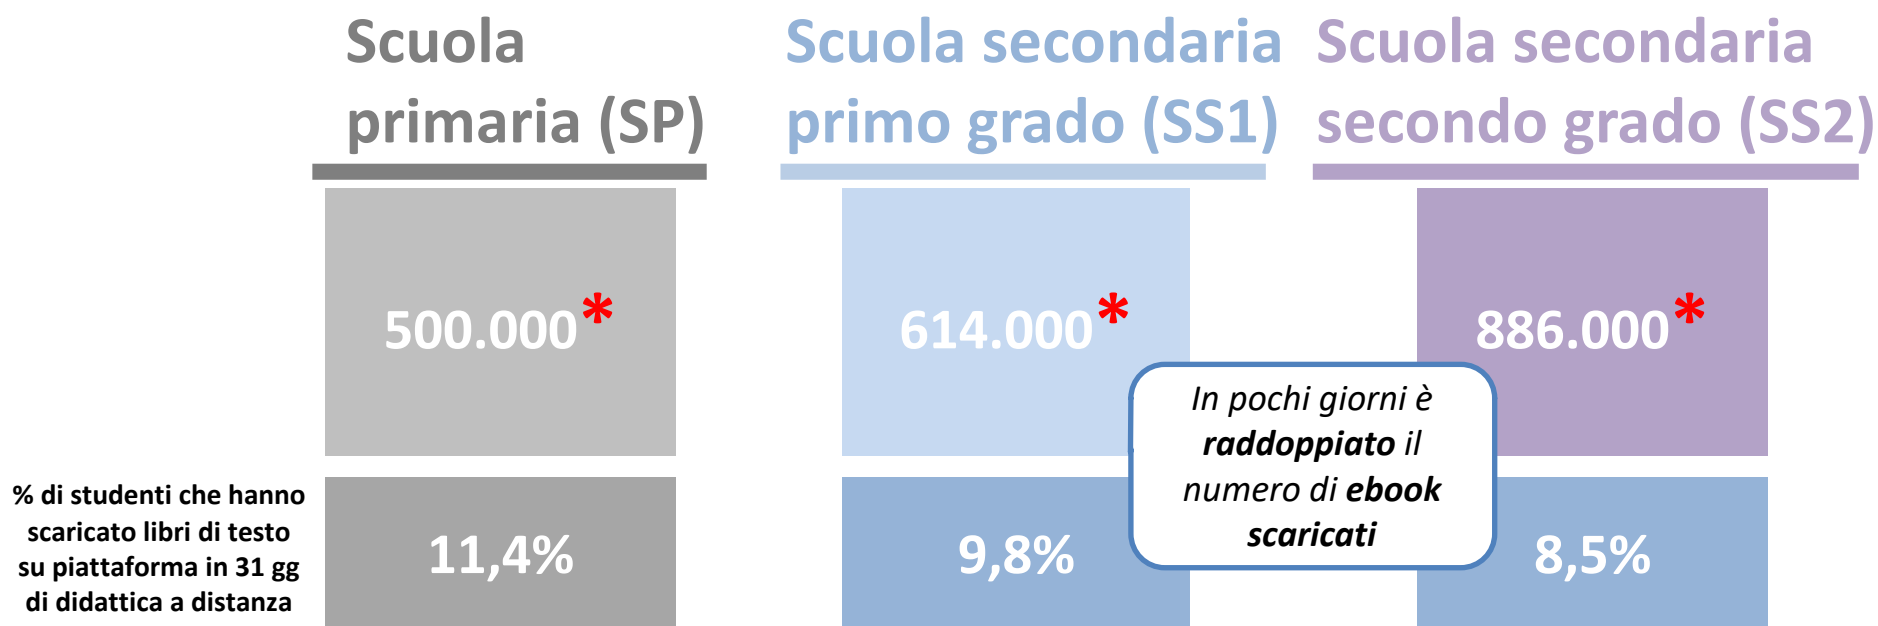 Scuola
primaria (SP)
Scuola secondaria
primo grado (SS1)
Scuola secondaria
secondo grado (SS2)
500.000*
614.000*
886.000*
In pochi giorni è
raddoppiato il
numero di ebook
scaricati
% di studenti che hanno
scaricato libri di testo
su piattaforma in 31 gg
di didattica a distanza
11,4%
9,8%
8,5%